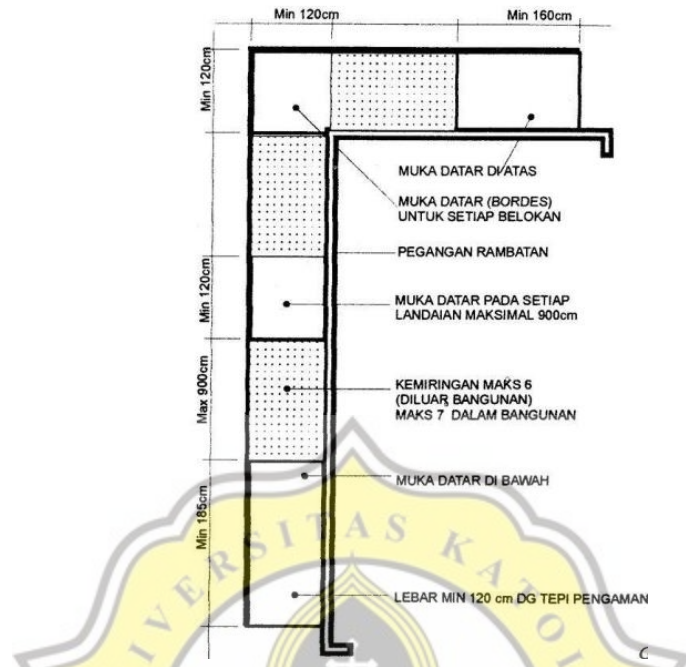 Min 120cm
Min 160cm
Min 120cm
MUKA DATAR DI ATAS
MUKA DATAR (BORDES)
UNTUK SETIAP BELOKAN
PEGANGAN RAMBATAN
Min 120cm
MUKA DATAR PADA SETIAP
LANDAIAN MAKSIMAL 900cm
Max 900cm
KEMIRINGAN MAKS 6
(DILUAR BANGUNAN)
MAKS 7 DALAM BANGUNAN
MUKA DATAR DI BAWAH
Min 185cm
LEBAR MIN 120 cm DG TEPI PENGAMAN
VERSITAS KATO